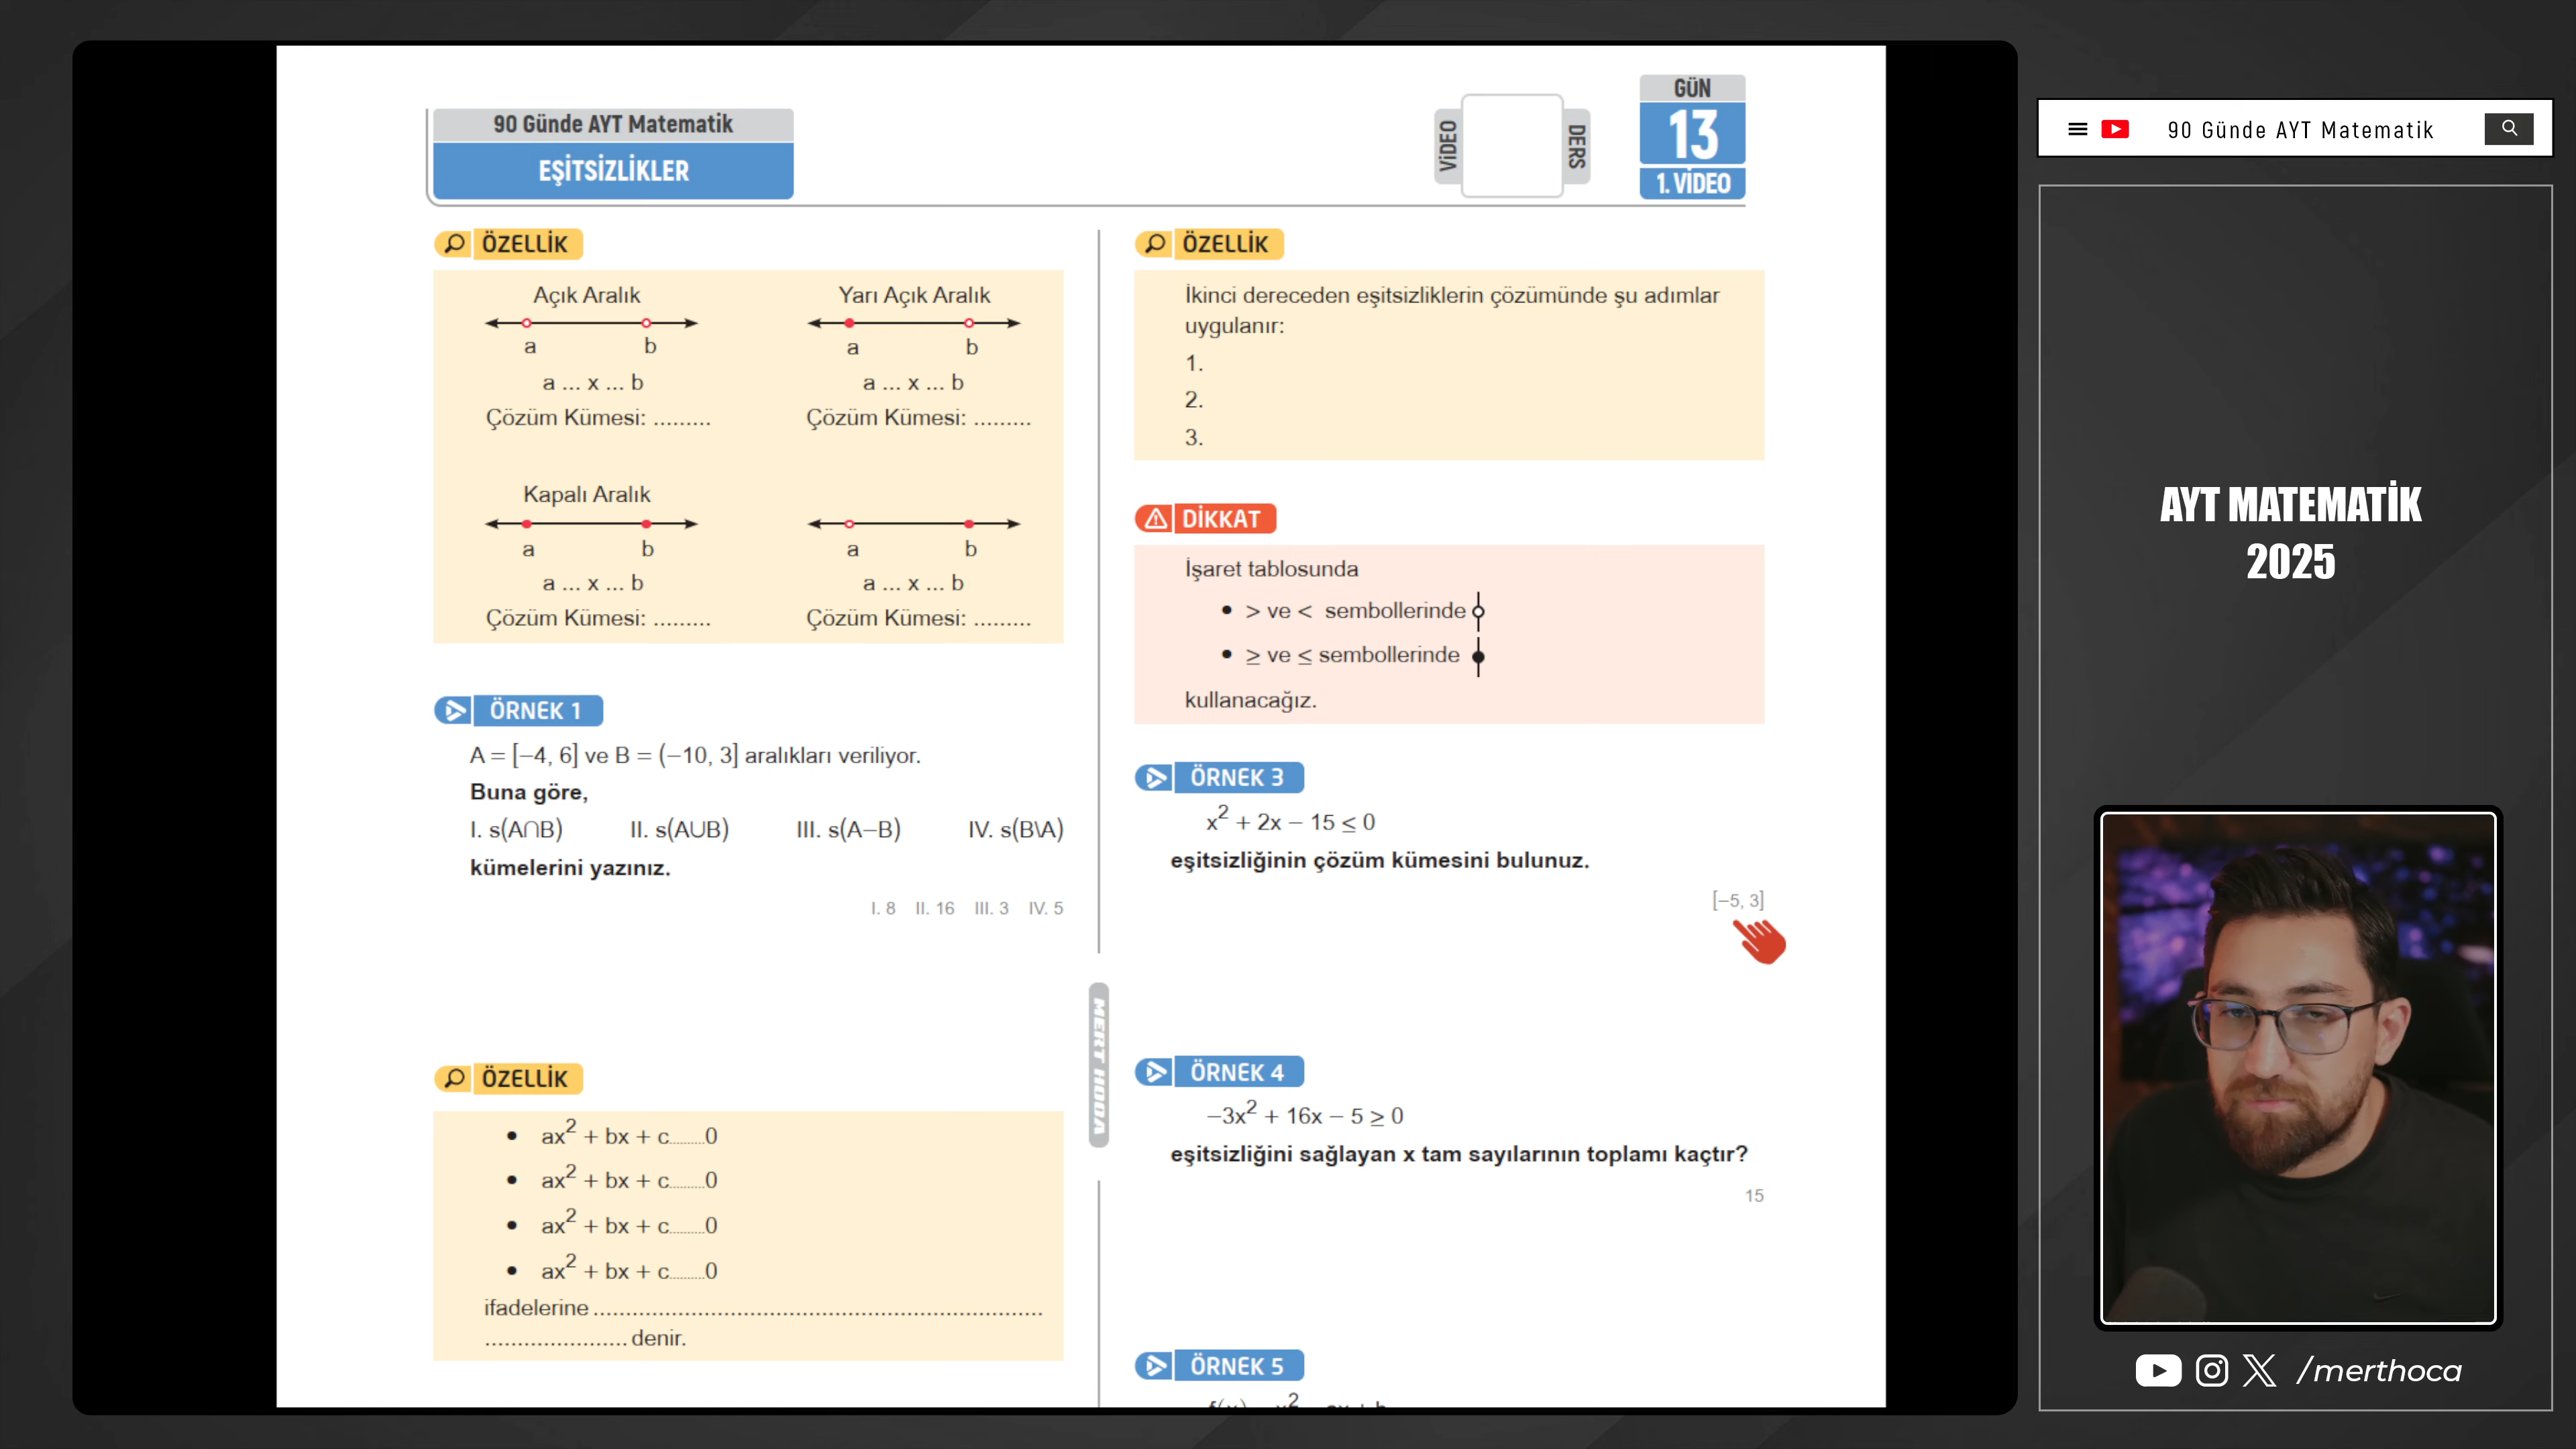 90 Günde AYT Matematik
EŞİTSİZLİKLER
VİDEO
DERS
GÜN
13
1. VİDEO
ÖZELLİK
Açık Aralık
a b
a ... x ... b
Çözüm Kümesi: .........
Yarı Açık Aralık
a b
a ... x ... b
Çözüm Kümesi: .........
Kapalı Aralık
a b
a ... x ... b
Çözüm Kümesi: .........
a b
a ... x ... b
Çözüm Kümesi: .........
ÖRNEK 1
A = [−4, 6] ve B = (−10, 3] aralıkları veriliyor.
Buna göre,
I. s(A∩B) II. s(A∪B) III. s(A−B) IV. s(B\A)
kümelerini yazınız.
I. 8 II. 16 III. 3 IV. 5
ÖZELLİK
• ax² + bx + c.........0
• ax² + bx + c.........0
• ax² + bx + c.........0
• ax² + bx + c.........0
ifadelerine ....................................................................
...................... denir.
MERT HOCA
ÖZELLİK
İkinci dereceden eşitsizliklerin çözümünde şu adımlar
uygulanır:
1.
2.
3.
DİKKAT
İşaret tablosunda
• > ve < sembollerinde
• ≥ ve ≤ sembollerinde
kullanacağız.
ÖRNEK 3
x² + 2x − 15 ≤ 0
eşitsizliğinin çözüm kümesini bulunuz.
[−5, 3]
ÖRNEK 4
−3x² + 16x − 5 ≥ 0
eşitsizliğini sağlayan x tam sayılarının toplamı kaçtır?
15
ÖRNEK 5
90 Günde AYT Matematik
AYT MATEMATİK
2025
/merthoca